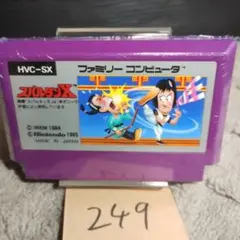 HVC-SX
ファミリーコンピュータ
スパルタンX
© IREM 1984
© Nintendo 1985
MADE IN JAPAN
249